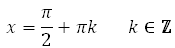 x = π/2 + πk k ∈ ℤ